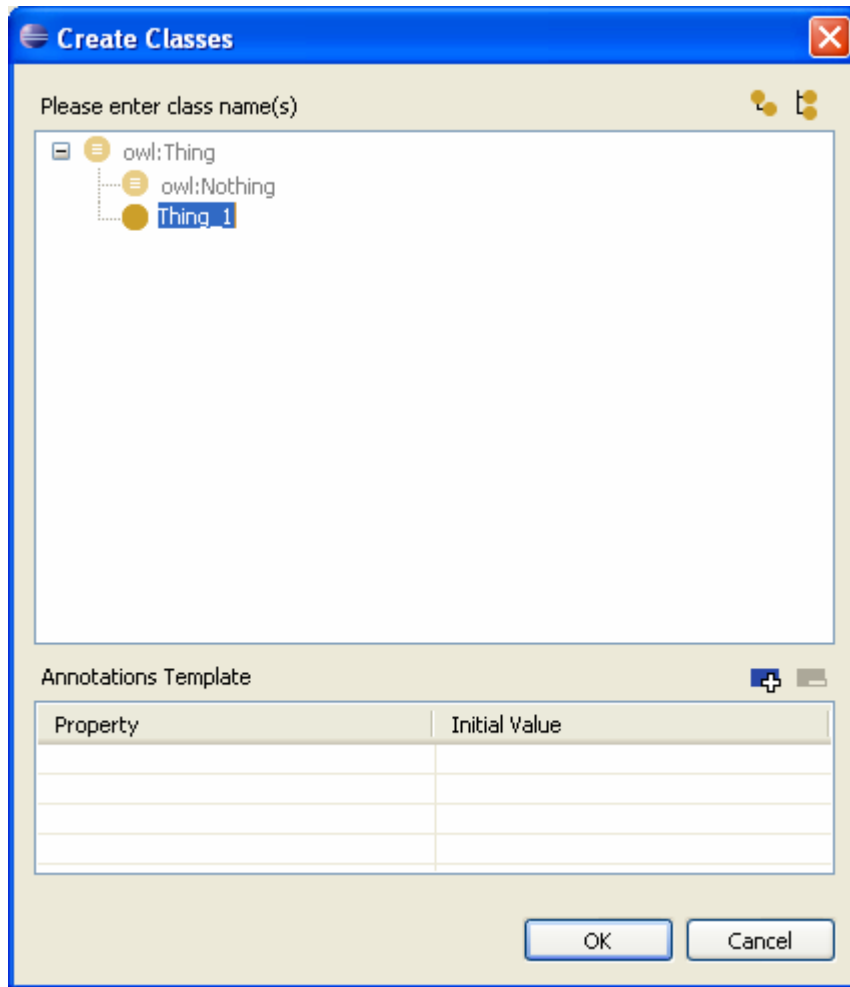 Create Classes
Please enter class name(s)
owl:Thing
owl:Nothing
Thing_1
Annotations Template
Property Initial Value
OK Cancel